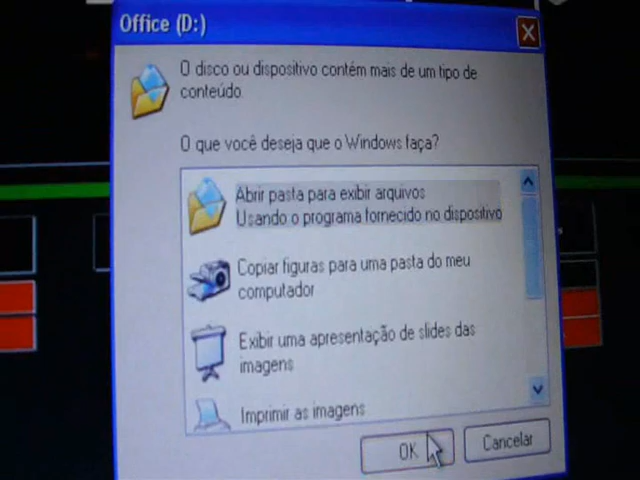 Office (D:)
O disco ou dispositivo contém mais de um tipo de
conteúdo.
O que você deseja que o Windows faça?
Abrir pasta para exibir arquivos
Usando o programa fornecido no dispositivo
Copiar figuras para uma pasta do meu
computador
Exibir uma apresentação de slides das
imagens
Imprimir as imagens
OK
Cancelar